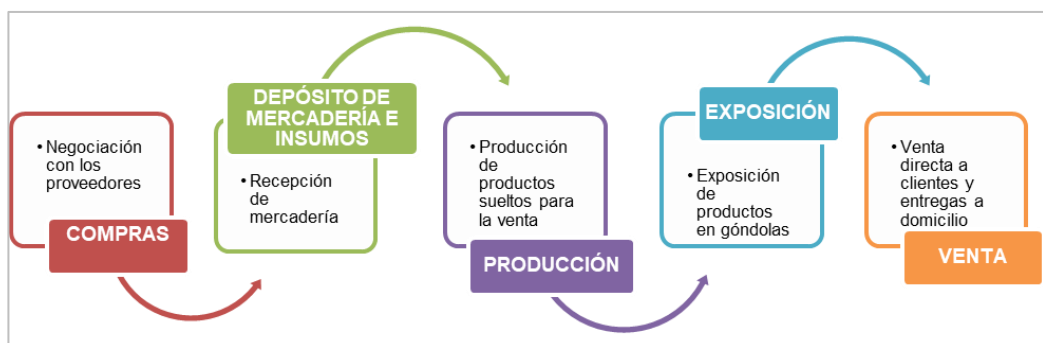 • Negociación
con los
proveedores
COMPRAS
DEPÓSITO DE
MERCADERÍA E
INSUMOS
• Recepción
de
mercadería
• Producción
de
productos
sueltos para
la venta
PRODUCCIÓN
EXPOSICIÓN
• Exposición
de
productos
en góndolas
• Venta
directa a
clientes y
entregas a
domicilio
VENTA